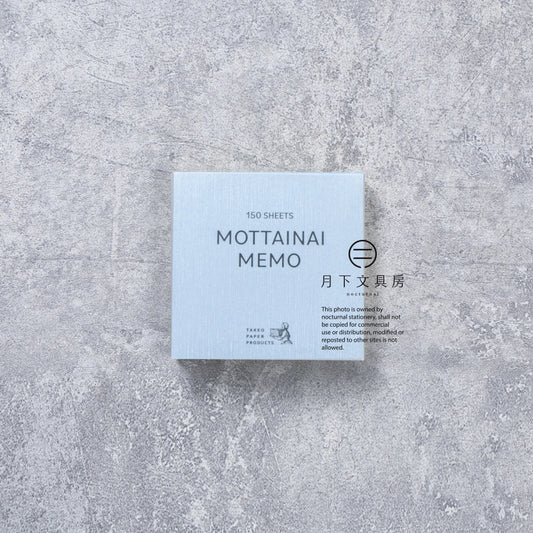 150 SHEETS
MOTTAINAI
MEMO
TAKEO
PAPER
PRODUCTS
月下文具房
NOCTURNAL
This photo is owned by
nocturnal stationery, shall not
be copied for commercial
use or distribution, modified or
reposted to other sites is not
allowed.